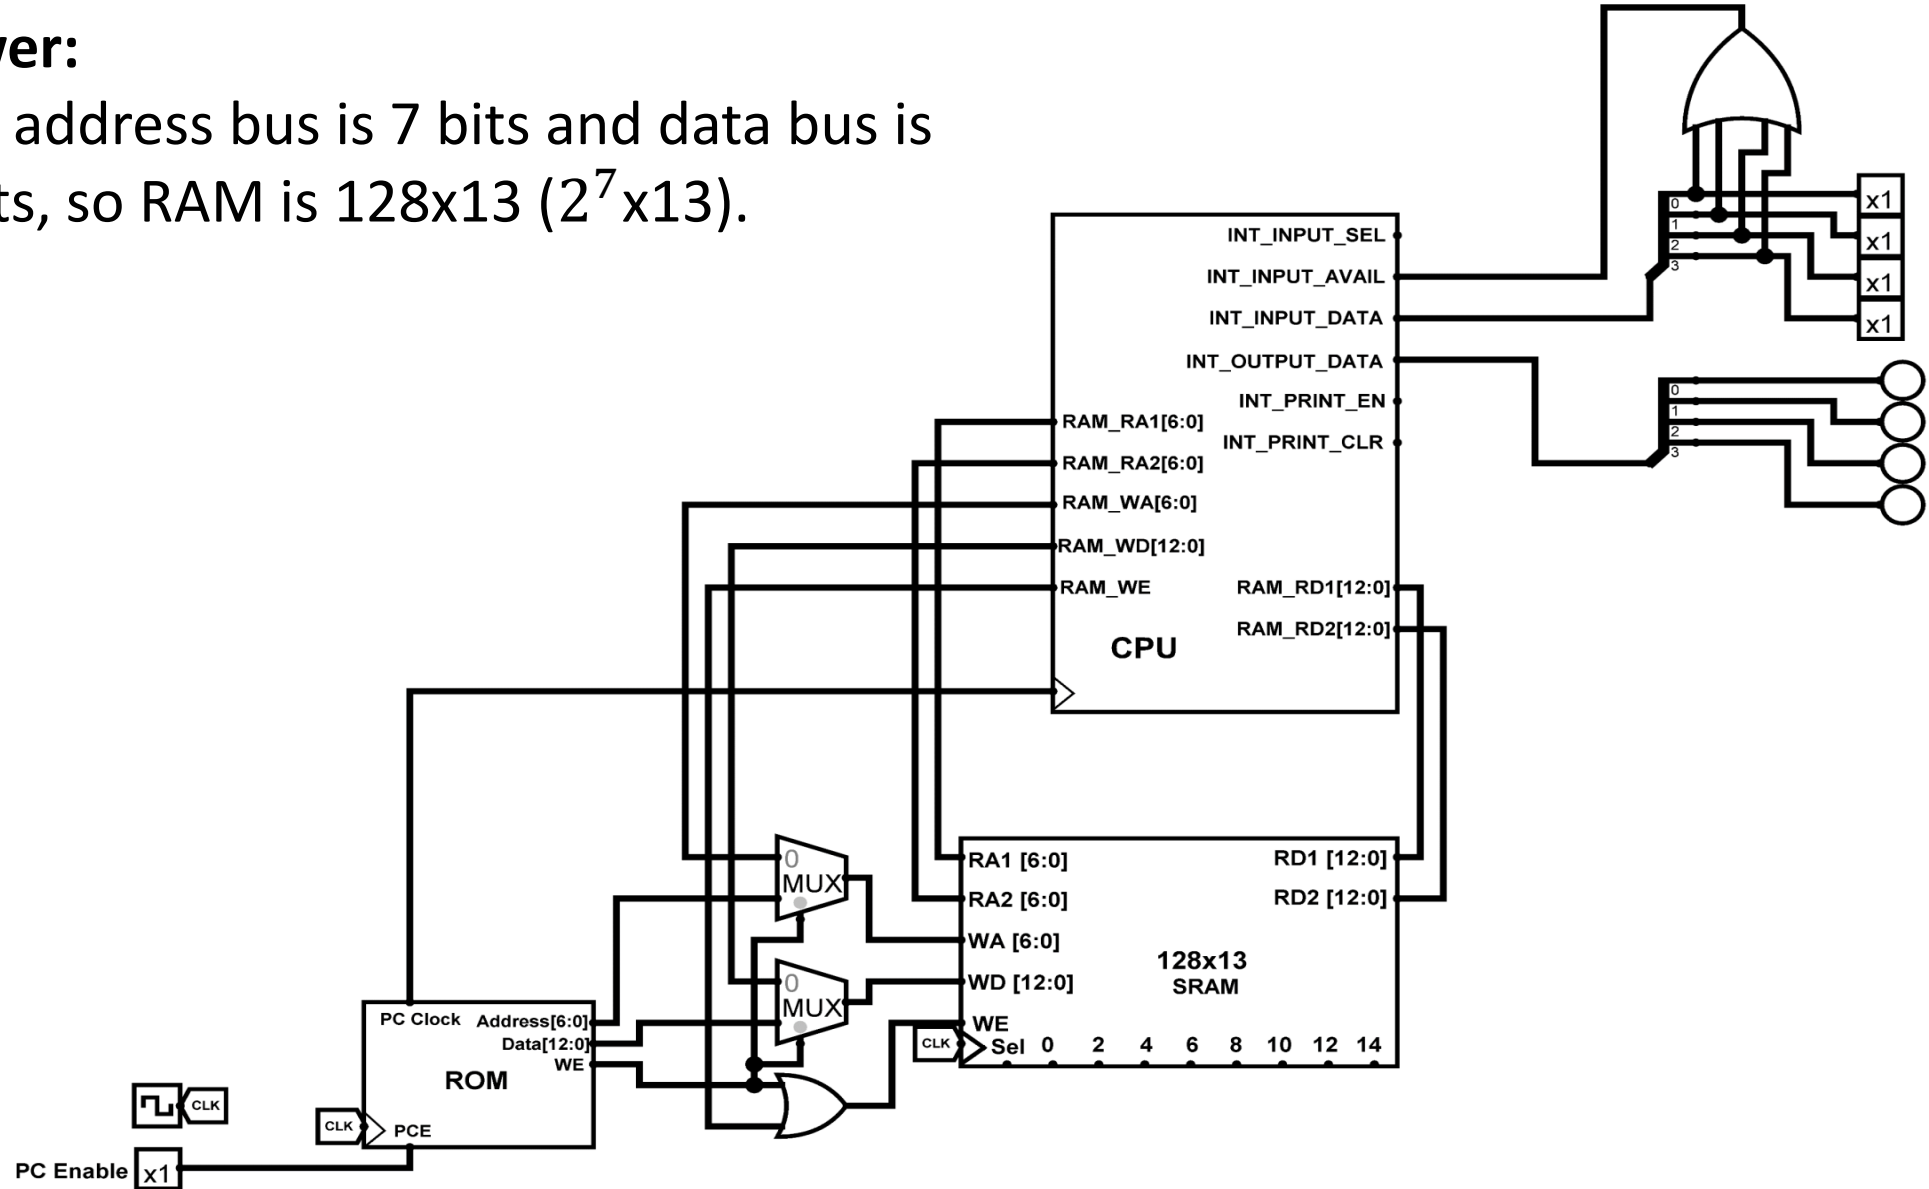 wer:
address bus is 7 bits and data bus is
ts, so RAM is 128x13 (2⁷x13).
INT_INPUT_SEL
INT_INPUT_AVAIL
INT_INPUT_DATA
INT_OUTPUT_DATA
INT_PRINT_EN
INT_PRINT_CLR
RAM_RA1[6:0]
RAM_RA2[6:0]
RAM_WA[6:0]
RAM_WD[12:0]
RAM_WE
RAM_RD1[12:0]
RAM_RD2[12:0]
CPU
0
1
2
3
x1
x1
x1
x1
0
1
2
3
0
MUX
0
MUX
RA1 [6:0]
RA2 [6:0]
WA [6:0]
WD [12:0]
WE
CLK
Sel 0 2 4 6 8 10 12 14
RD1 [12:0]
RD2 [12:0]
128x13
SRAM
PC Clock
Address[6:0]
Data[12:0]
WE
ROM
CLK
PCE
CLK
PC Enable x1